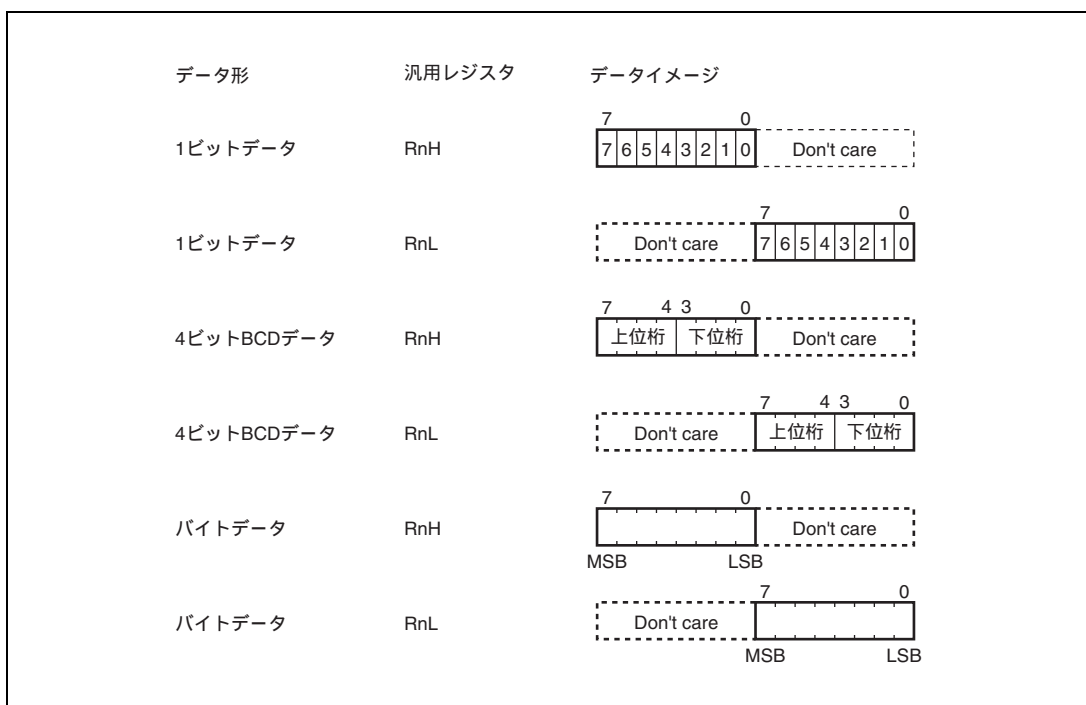 データ形 汎用レジスタ データイメージ
7 0
1ビットデータ RnH 7 6 5 4 3 2 1 0 Don't care
7 0
1ビットデータ RnL Don't care 7 6 5 4 3 2 1 0
7 4 3 0
4ビットBCDデータ RnH 上位桁 下位桁 Don't care
7 4 3 0
4ビットBCDデータ RnL Don't care 上位桁 下位桁
7 0
バイトデータ RnH Don't care
MSB LSB
7 0
バイトデータ RnL Don't care
MSB LSB